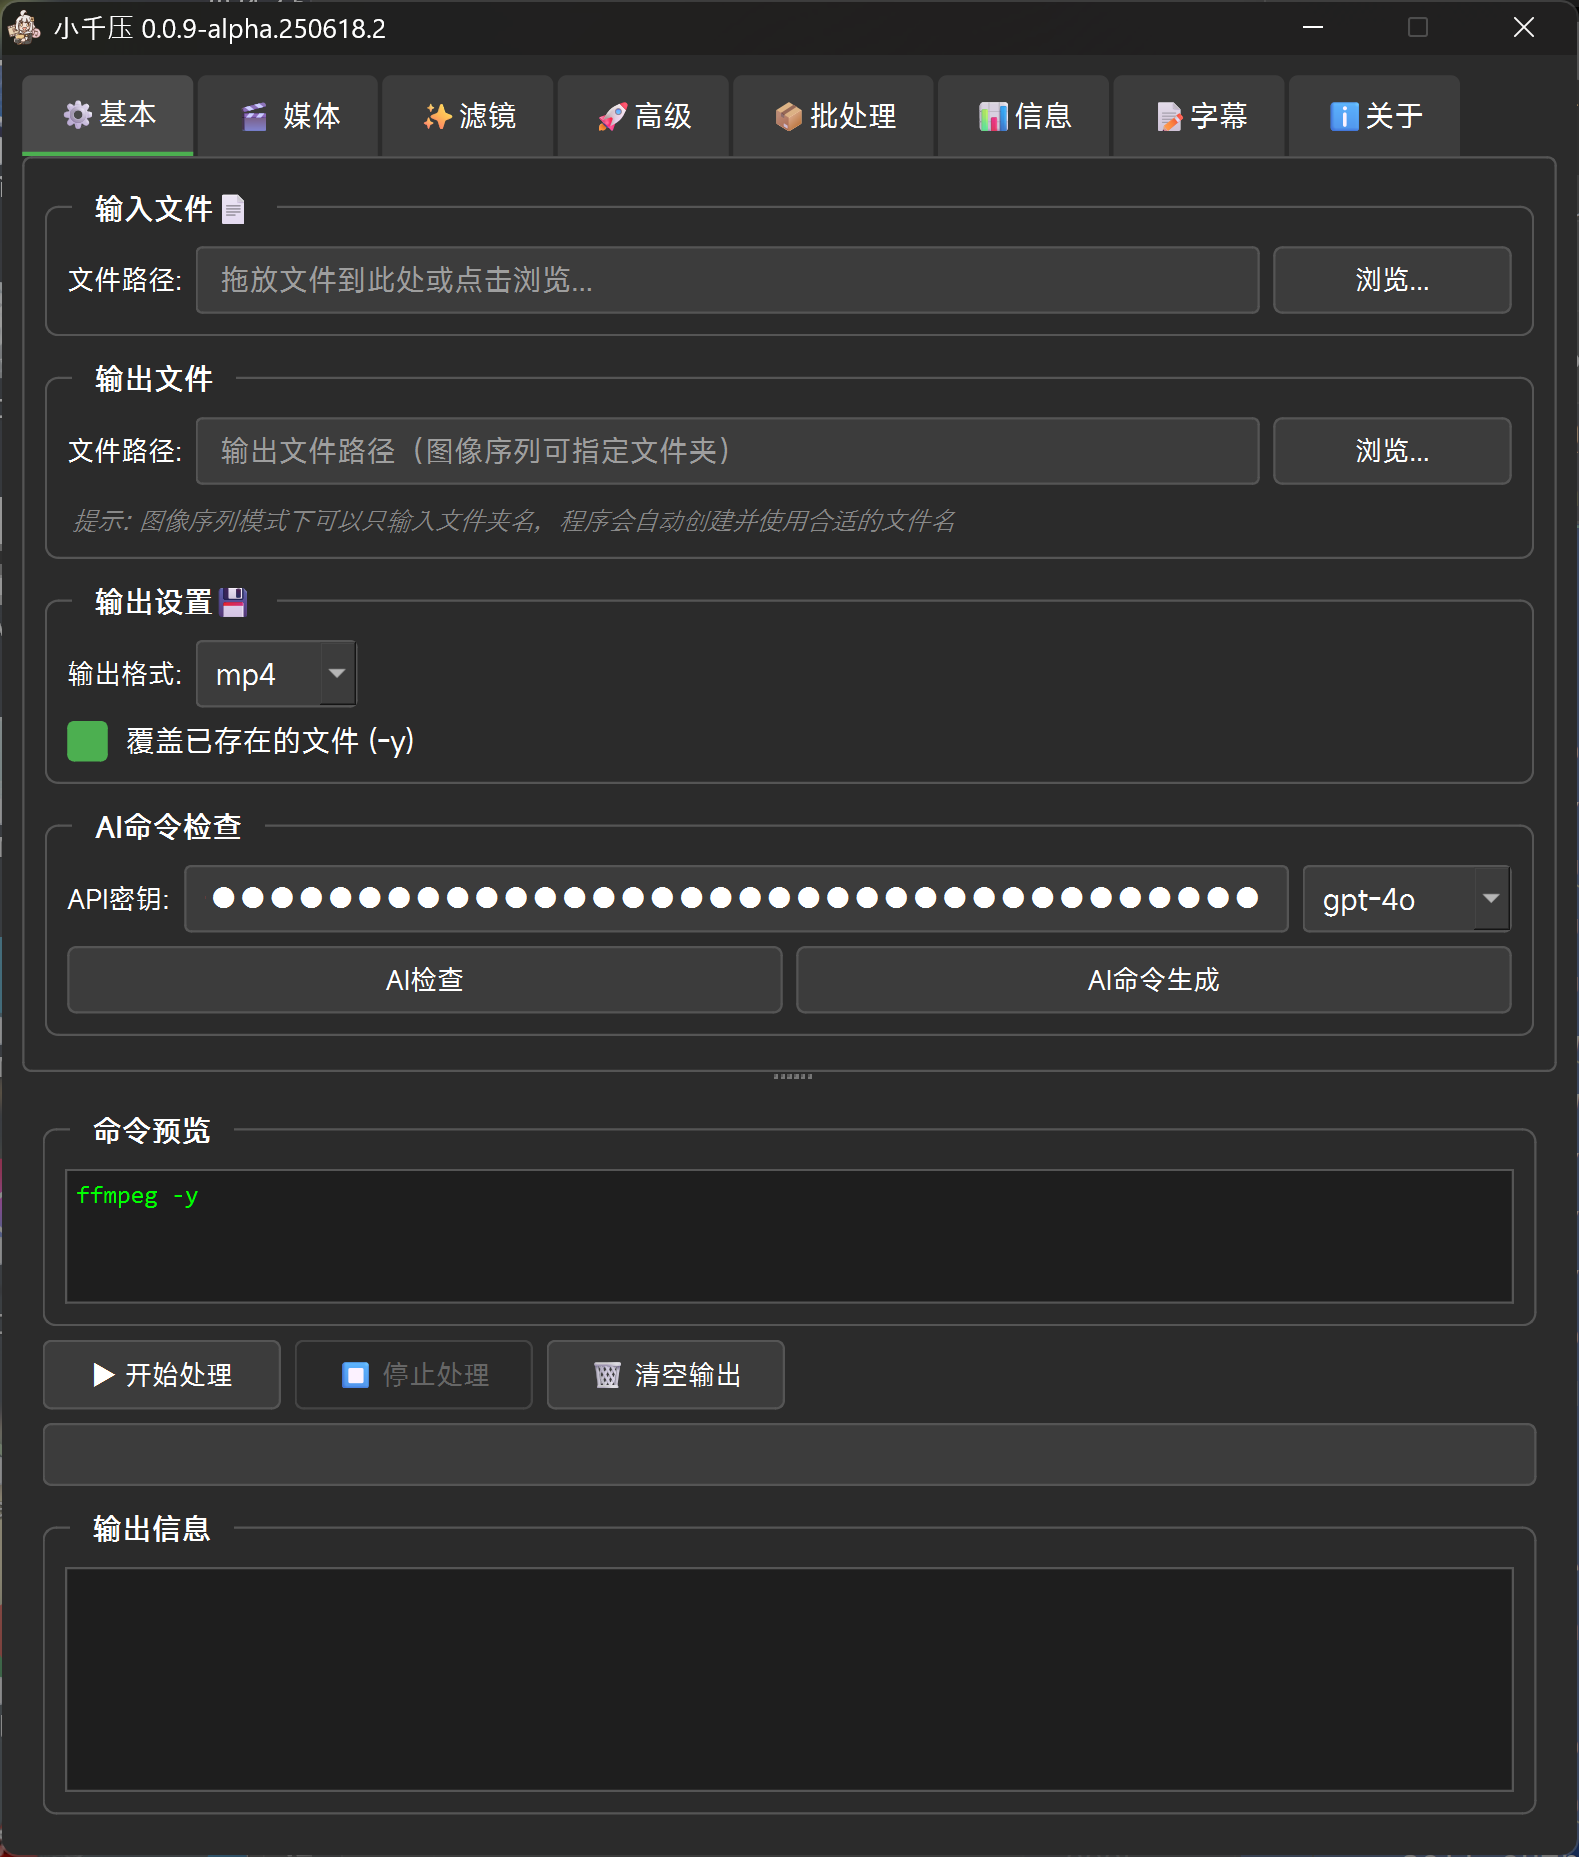 小千压 0.0.9-alpha.250618.2
基本 媒体 滤镜 高级 批处理 信息 字幕 关于
输入文件
文件路径: 拖放文件到此处或点击浏览... 浏览...
输出文件
文件路径: 输出文件路径（图像序列可指定文件夹） 浏览...
提示: 图像序列模式下可以只输入文件夹名，程序会自动创建并使用合适的文件名
输出设置
输出格式: mp4
覆盖已存在的文件 (-y)
AI命令检查
API密钥: ●●●●●●●●●●●●●●●●●●●●●●●●●●●●●●●●●●●● gpt-4o
AI检查 AI命令生成
命令预览
ffmpeg -y
开始处理 停止处理 清空输出
输出信息